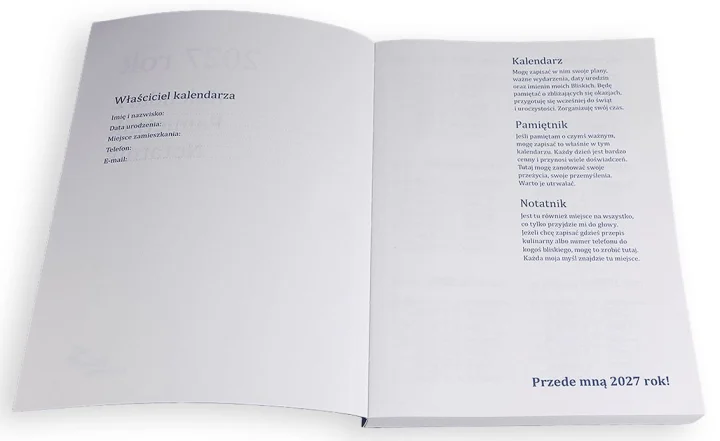 Właściciel kalendarza
Imię i nazwisko:
Data urodzenia:
Miejsce zamieszkania:
Telefon:
E-mail:
Kalendarz
Mogę zapisać w nim swoje plany,
ważne wydarzenia, daty urodzin
oraz imienin moich Bliskich. Będę
pamiętać o zbliżających się okazjach,
przygotuję się wcześniej do świąt
i uroczystości. Zorganizuję swój czas.
Pamiętnik
Jeśli pamiętam o czymś ważnym,
mogę zapisać to właśnie w tym
kalendarzu. Każdy dzień jest bardzo
cenny i przynosi wiele doświadczeń.
Tutaj mogę zanotować swoje
przeżycia, swoje przemyślenia.
Warto je utrwalać.
Notatnik
Jest tu również miejsce na wszystko,
co tylko przyjdzie mi do głowy.
Jeżeli chcę zapisać gdzieś przepis
kulinarny albo numer telefonu do
kogoś bliskiego, mogę to zrobić tutaj.
Każda moja myśl znajdzie tu miejsce.
Przede mną 2027 rok!